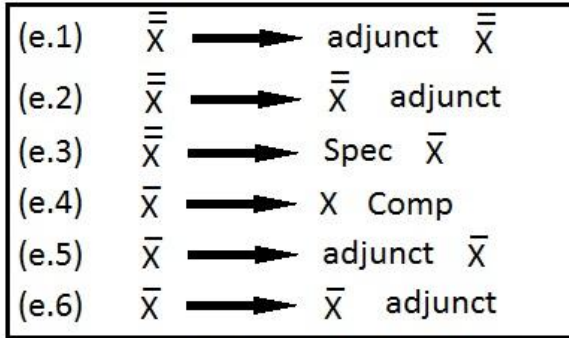 (e.1) X̿ → adjunct X̿
(e.2) X̿ → X̿ adjunct
(e.3) X̿ → Spec X̄
(e.4) X̄ → X Comp
(e.5) X̄ → adjunct X̄
(e.6) X̄ → X̄ adjunct